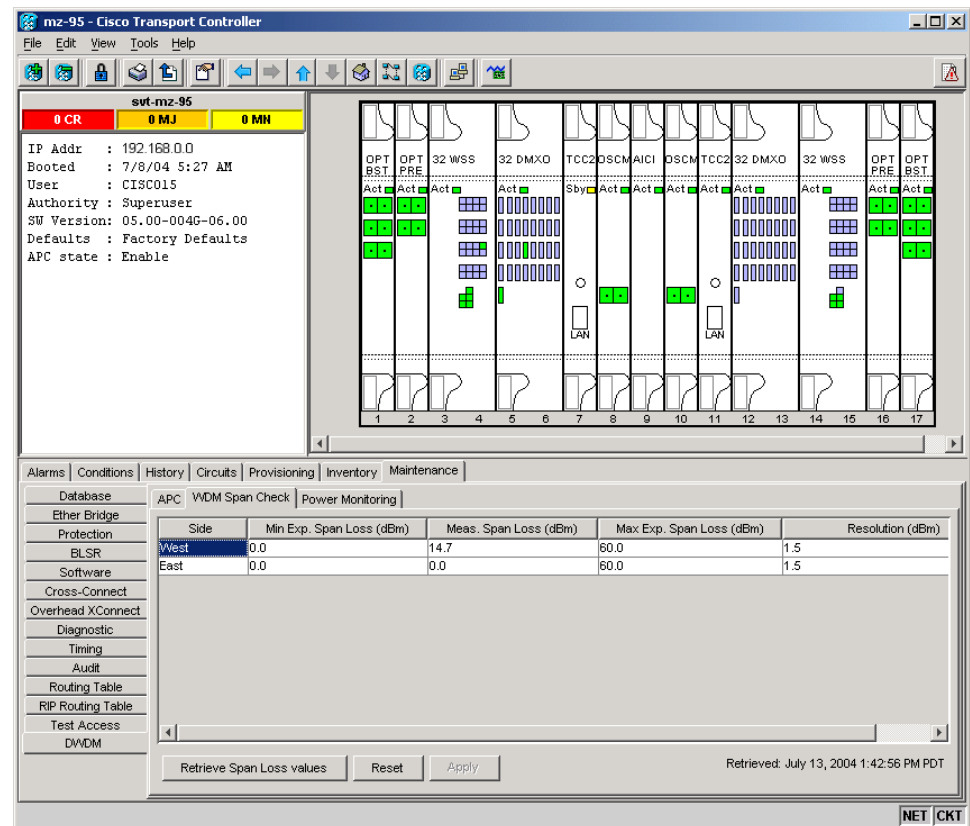 mz-95 - Cisco Transport Controller
File Edit View Tools Help
svt-mz-95
0 CR 0 MJ 0 MN
IP Addr : 192.168.0.0
Booted : 7/8/04 5:27 AM
User : CISCO15
Authority : Superuser
SW Version: 05.00-004G-06.00
Defaults : Factory Defaults
APC state : Enable
OPT BST OPT PRE 32 WSS 32 DMXO TCC2 OSCM AICI OSCM TCC2 32 DMXO 32 WSS OPT PRE OPT BST
Act Act Act Act Sby Act Act Act Act Act Act Act Act
LAN LAN
1 2 3 4 5 6 7 8 9 10 11 12 13 14 15 16 17
Alarms Conditions History Circuits Provisioning Inventory Maintenance
Database
Ether Bridge
Protection
BLSR
Software
Cross-Connect
Overhead XConnect
Diagnostic
Timing
Audit
Routing Table
RIP Routing Table
Test Access
DWDM
APC WDM Span Check Power Monitoring
Side Min Exp. Span Loss (dBm) Meas. Span Loss (dBm) Max Exp. Span Loss (dBm) Resolution (dBm)
West 0.0 14.7 60.0 1.5
East 0.0 0.0 60.0 1.5
Retrieve Span Loss values Reset Apply Retrieved: July 13, 2004 1:42:56 PM PDT
NET CKT